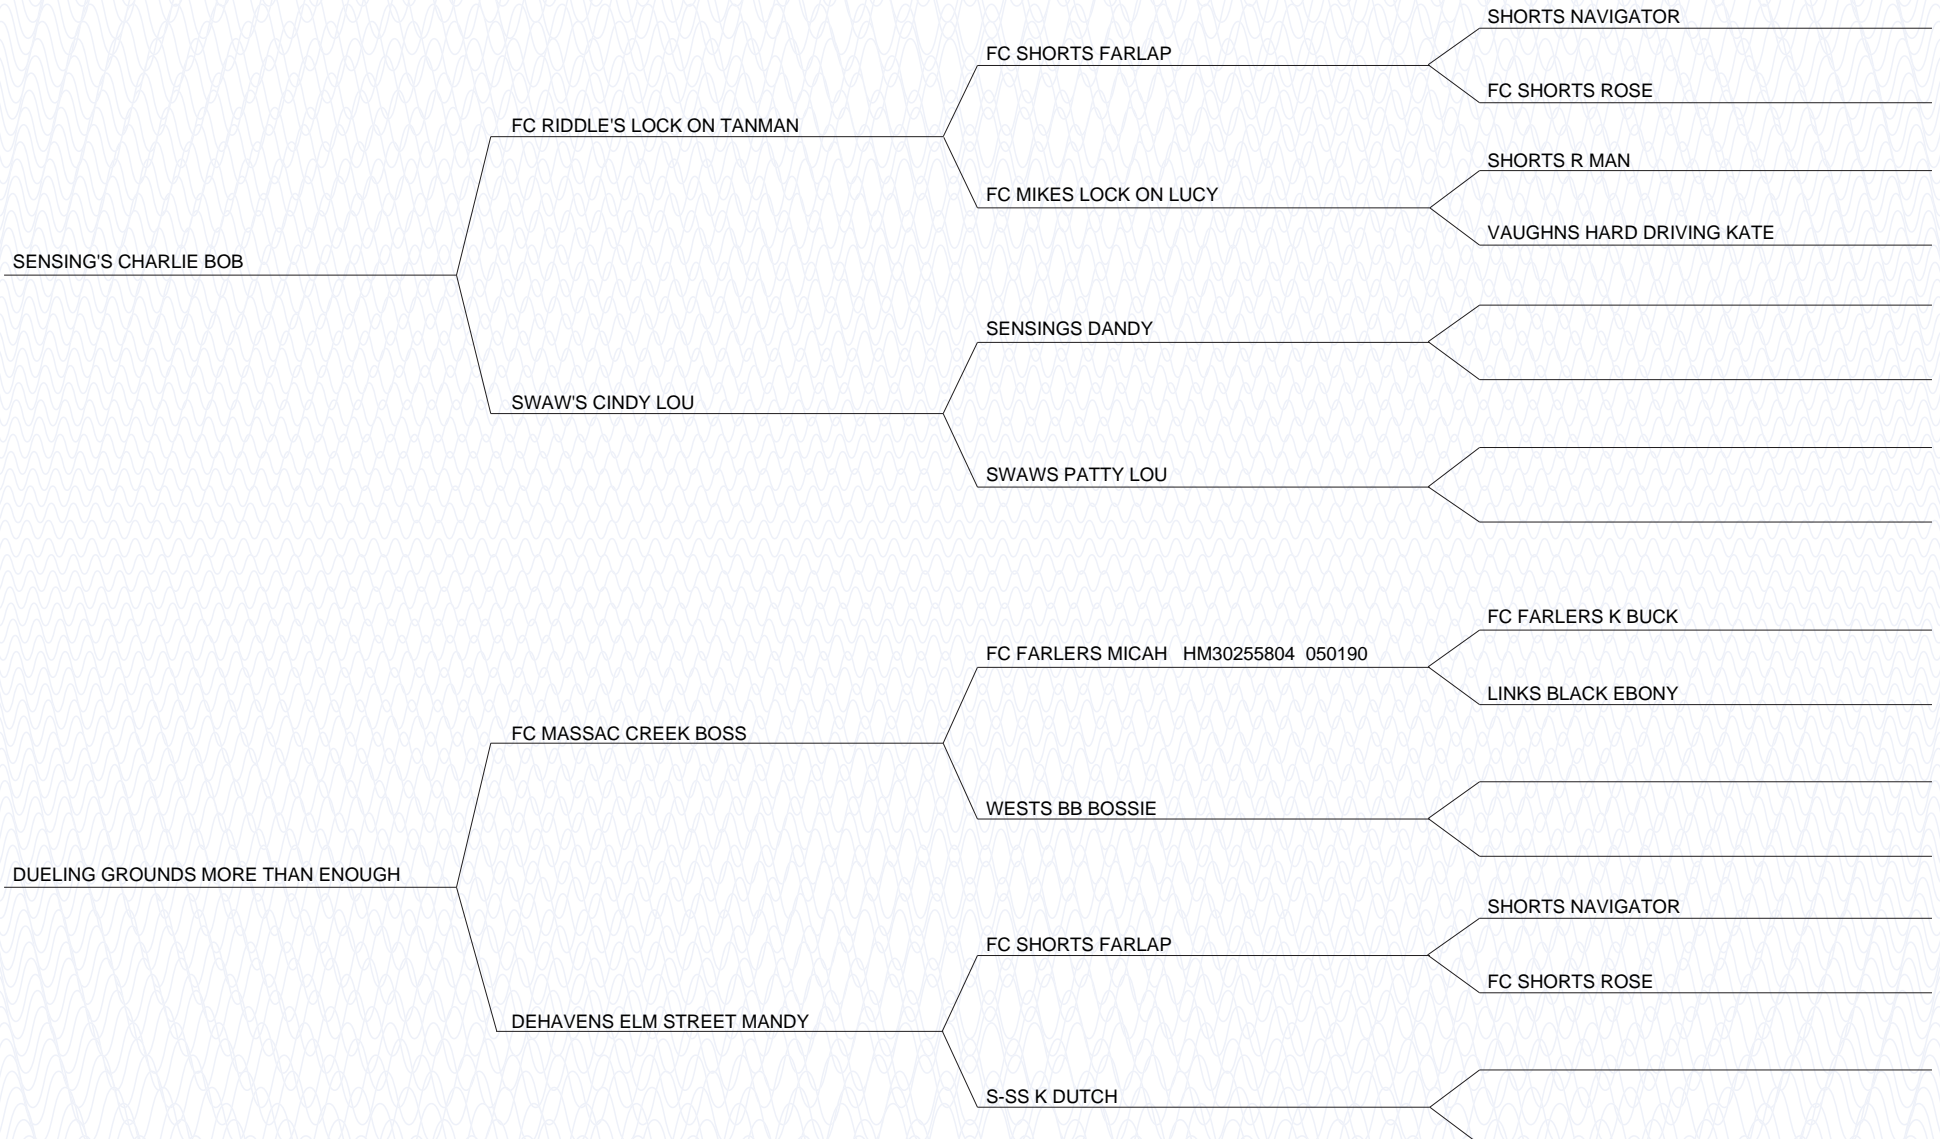 SHORTS NAVIGATOR
FC SHORTS FARLAP
FC SHORTS ROSE
FC RIDDLE'S LOCK ON TANMAN
SHORTS R MAN
FC MIKES LOCK ON LUCY
VAUGHNS HARD DRIVING KATE
SENSING'S CHARLIE BOB
SENSINGS DANDY
SWAW'S CINDY LOU
SWAWS PATTY LOU
FC FARLERS K BUCK
FC FARLERS MICAH   HM30255804  050190
LINKS BLACK EBONY
FC MASSAC CREEK BOSS
WESTS BB BOSSIE
DUELING GROUNDS MORE THAN ENOUGH
SHORTS NAVIGATOR
FC SHORTS FARLAP
FC SHORTS ROSE
DEHAVENS ELM STREET MANDY
S-SS K DUTCH